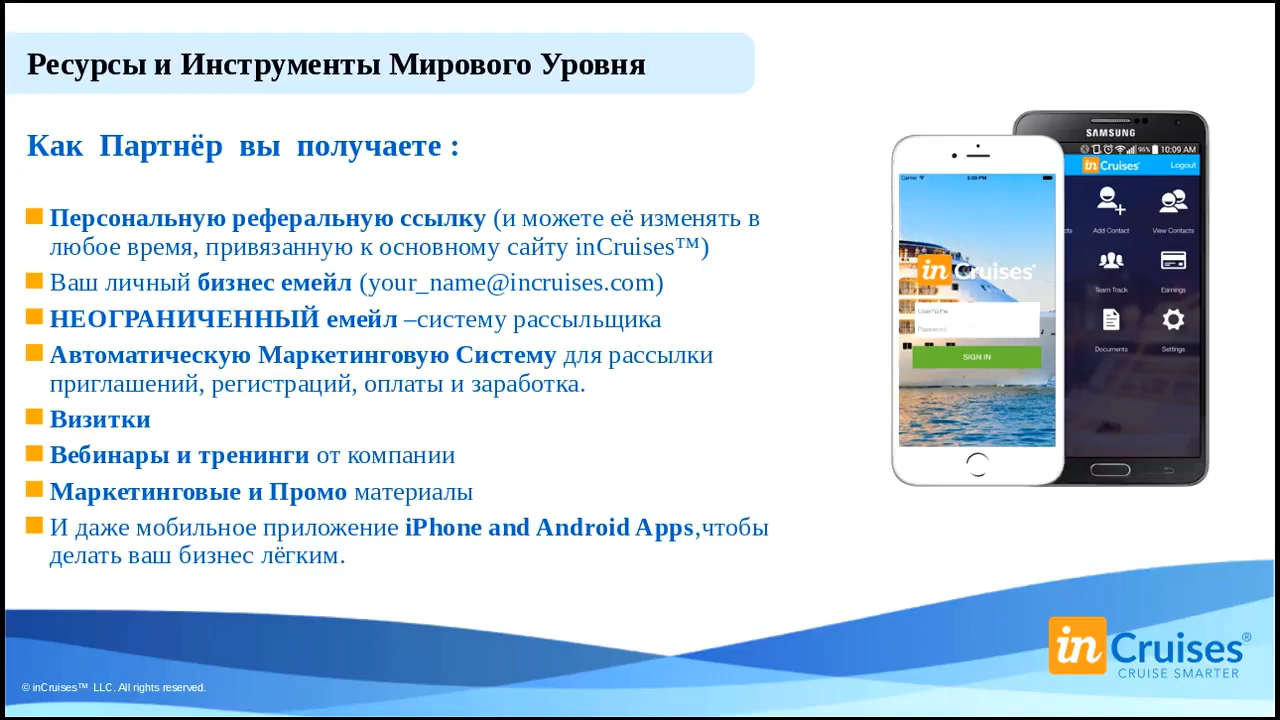 Ресурсы и Инструменты Мирового Уровня
Как Партнёр вы получаете :
Персональную реферальную ссылку (и можете её изменять в
любое время, привязанную к основному сайту inCruises™)
Ваш личный бизнес емейл (your_name@incruises.com)
НЕОГРАНИЧЕННЫЙ емейл –систему рассыльщика
Автоматическую Маркетинговую Систему для рассылки
приглашений, регистраций, оплаты и заработка.
Визитки
Вебинары и тренинги от компании
Маркетинговые и Промо материалы
И даже мобильное приложение iPhone and Android Apps,чтобы
делать ваш бизнес лёгким.
SAMSUNG
95% 10:09 AM
inCruises®
Logout
Add Contact
View Contacts
Team Track
Earnings
Documents
Settings
Carrier
inCruises®
Username
Password
SIGN IN
inCruises®
CRUISE SMARTER
© inCruises™ LLC. All rights reserved.